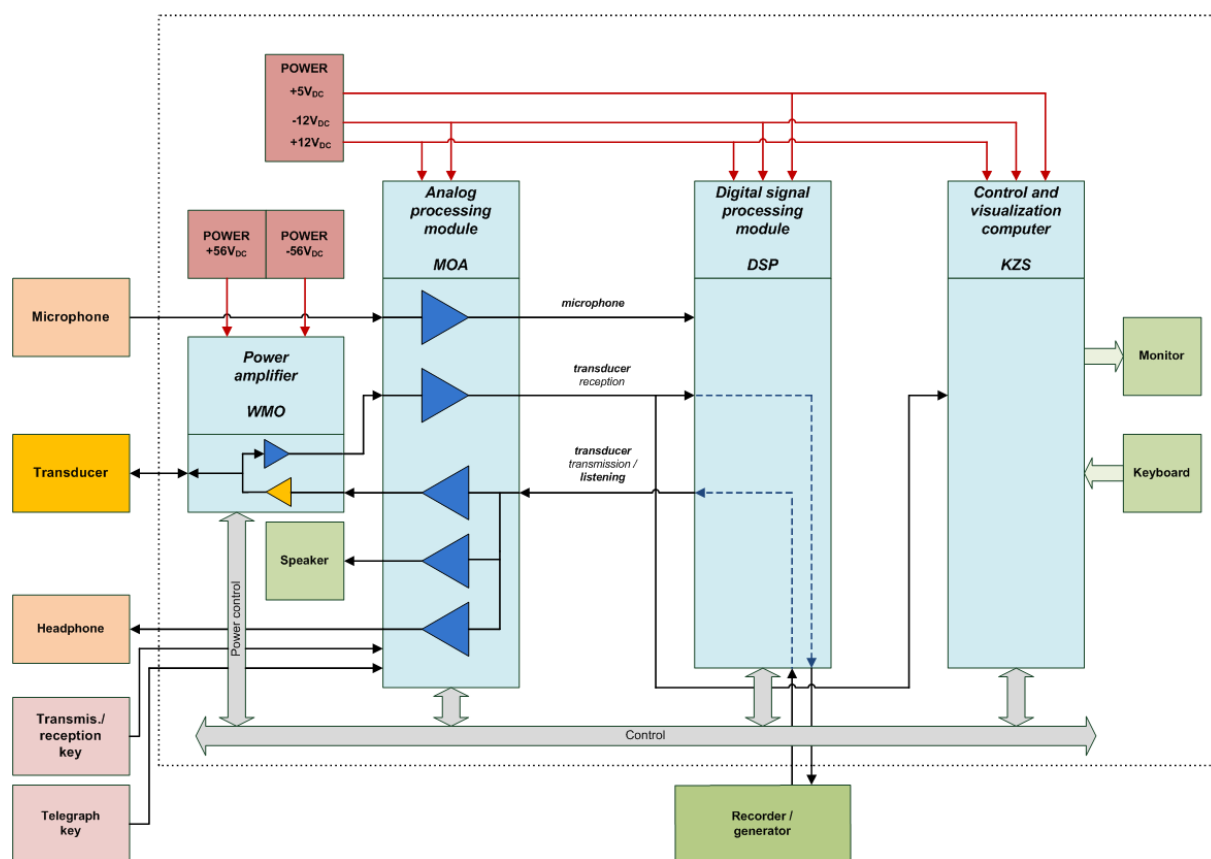 POWER
+5VDC
-12VDC
+12VDC
Analog
processing
module
MOA
Digital signal
processing
module
DSP
Control and
visualization
computer
KZS
POWER
+56VDC
POWER
-56VDC
Microphone
microphone
Power
amplifier
WMO
transducer
reception
Monitor
Transducer
transducer
transmission /
listening
Keyboard
Speaker
Power control
Headphone
Transmis./
reception
key
Control
Telegraph
key
Recorder /
generator